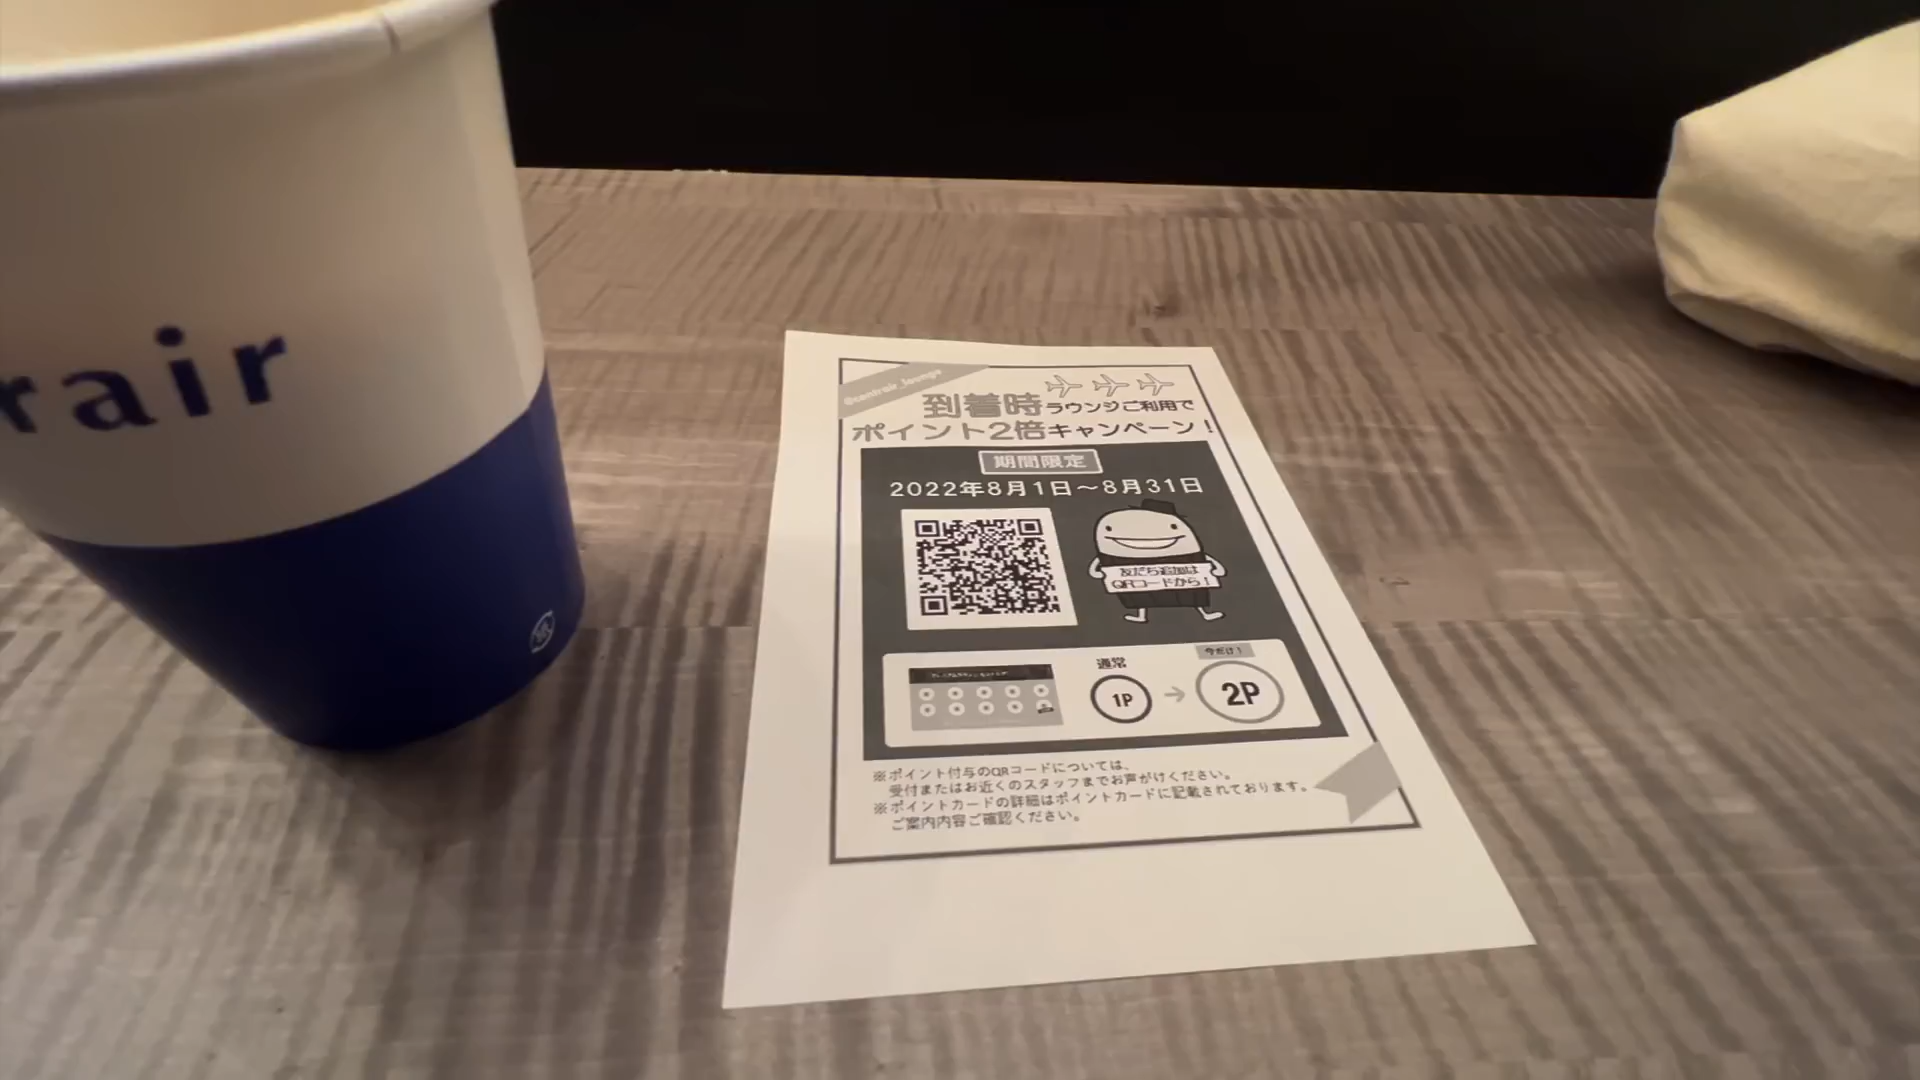 rair
@centrair_lounge
到着時ラウンジご利用で
ポイント2倍キャンペーン!
期間限定
2022年8月1日~8月31日
友だち追加は
QRコードから!
通常
1P
今だけ!
2P
※ポイント付与のQRコードについては、
受付またはお近くのスタッフまでお声がけください。
※ポイントカードの詳細はポイントカードに記載されております。
ご案内内容ご確認ください。